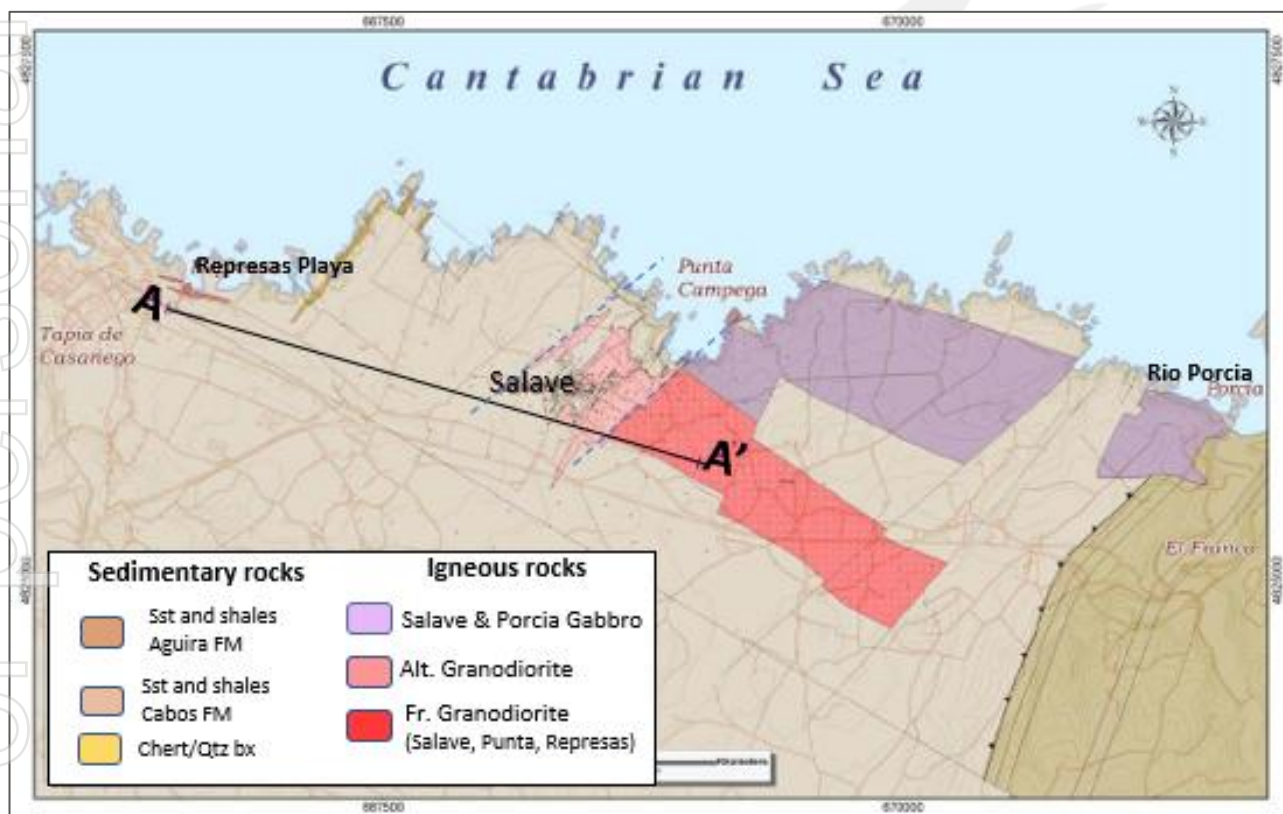 667500 670000
4827500 4827500
Cantabrian Sea
N
W E
S
Represas Playa
Punta
Campega
A
Tapia de
Casariego
Salave
Rio Porcia
Porcia
A'
El Franco
Sedimentary rocks
Sst and shales
Aguira FM
Sst and shales
Cabos FM
Chert/Qtz bx
Igneous rocks
Salave & Porcia Gabbro
Alt. Granodiorite
Fr. Granodiorite
(Salave, Punta, Represas)
667500 670000